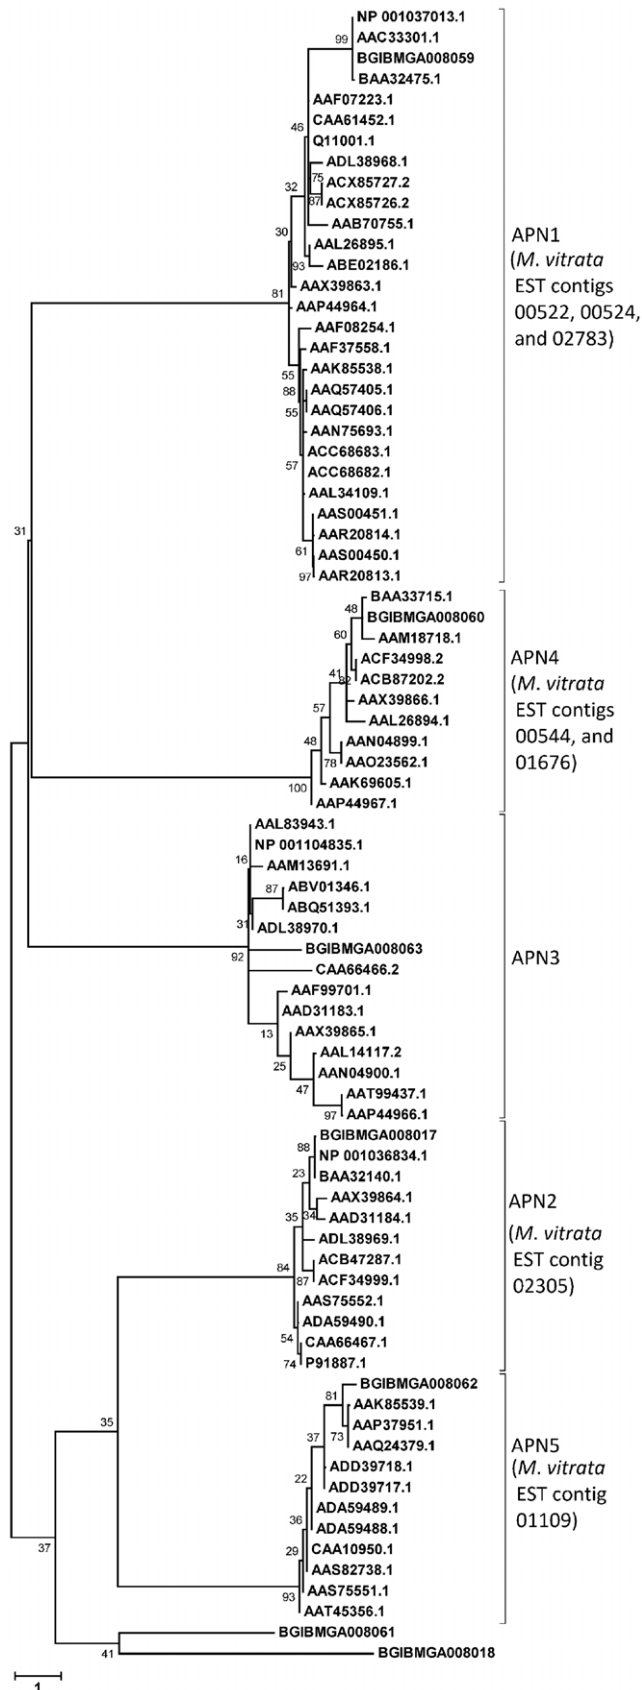 NP 001037013.1
99
AAC33301.1
BGIBMGA008059
BAA32475.1
AAF07223.1
CAA61452.1
46
Q11001.1
ADL38968.1
75
ACX85727.2
87
ACX85726.2
32
AAB70755.1
30
AAL26895.1
93
ABE02186.1
AAX39863.1
81
AAP44964.1
AAF08254.1
AAF37558.1
AAK85538.1
55
AAQ57405.1
88
AAQ57406.1
55
AAN75693.1
ACC68683.1
57
ACC68682.1
AAL34109.1
AAS00451.1
AAR20814.1
61
AAS00450.1
97
AAR20813.1
APN1
(M. vitrata
EST contigs
00522, 00524,
and 02783)
31
BAA33715.1
48
BGIBMGA008060
60
AAM18718.1
ACF34998.2
41
32
ACB87202.2
AAX39866.1
57
AAL26894.1
48
AAN04899.1
78
AAO23562.1
100
AAK69605.1
AAP44967.1
APN4
(M. vitrata
EST contigs
00544, and
01676)
AAL83943.1
NP 001104835.1
16
AAM13691.1
87
ABV01346.1
ABQ51393.1
31
ADL38970.1
BGIBMGA008063
92
CAA66466.2
AAF99701.1
AAD31183.1
13
AAX39865.1
25
AAL14117.2
AAN04900.1
47
AAT99437.1
97
AAP44966.1
APN3
BGIBMGA008017
88
NP 001036834.1
23
BAA32140.1
AAX39864.1
35
34
AAD31184.1
ADL38969.1
84
ACB47287.1
87
ACF34999.1
AAS75552.1
ADA59490.1
54
CAA66467.1
74
P91887.1
APN2
(M. vitrata
EST contig
02305)
BGIBMGA008062
81
AAK85539.1
AAP37951.1
73
37
AAQ24379.1
ADD39718.1
22
ADD39717.1
ADA59489.1
36
ADA59488.1
29
CAA10950.1
AAS82738.1
93
AAS75551.1
AAT45356.1
APN5
(M. vitrata
EST contig
01109)
35
37
BGIBMGA008061
41
BGIBMGA008018
1